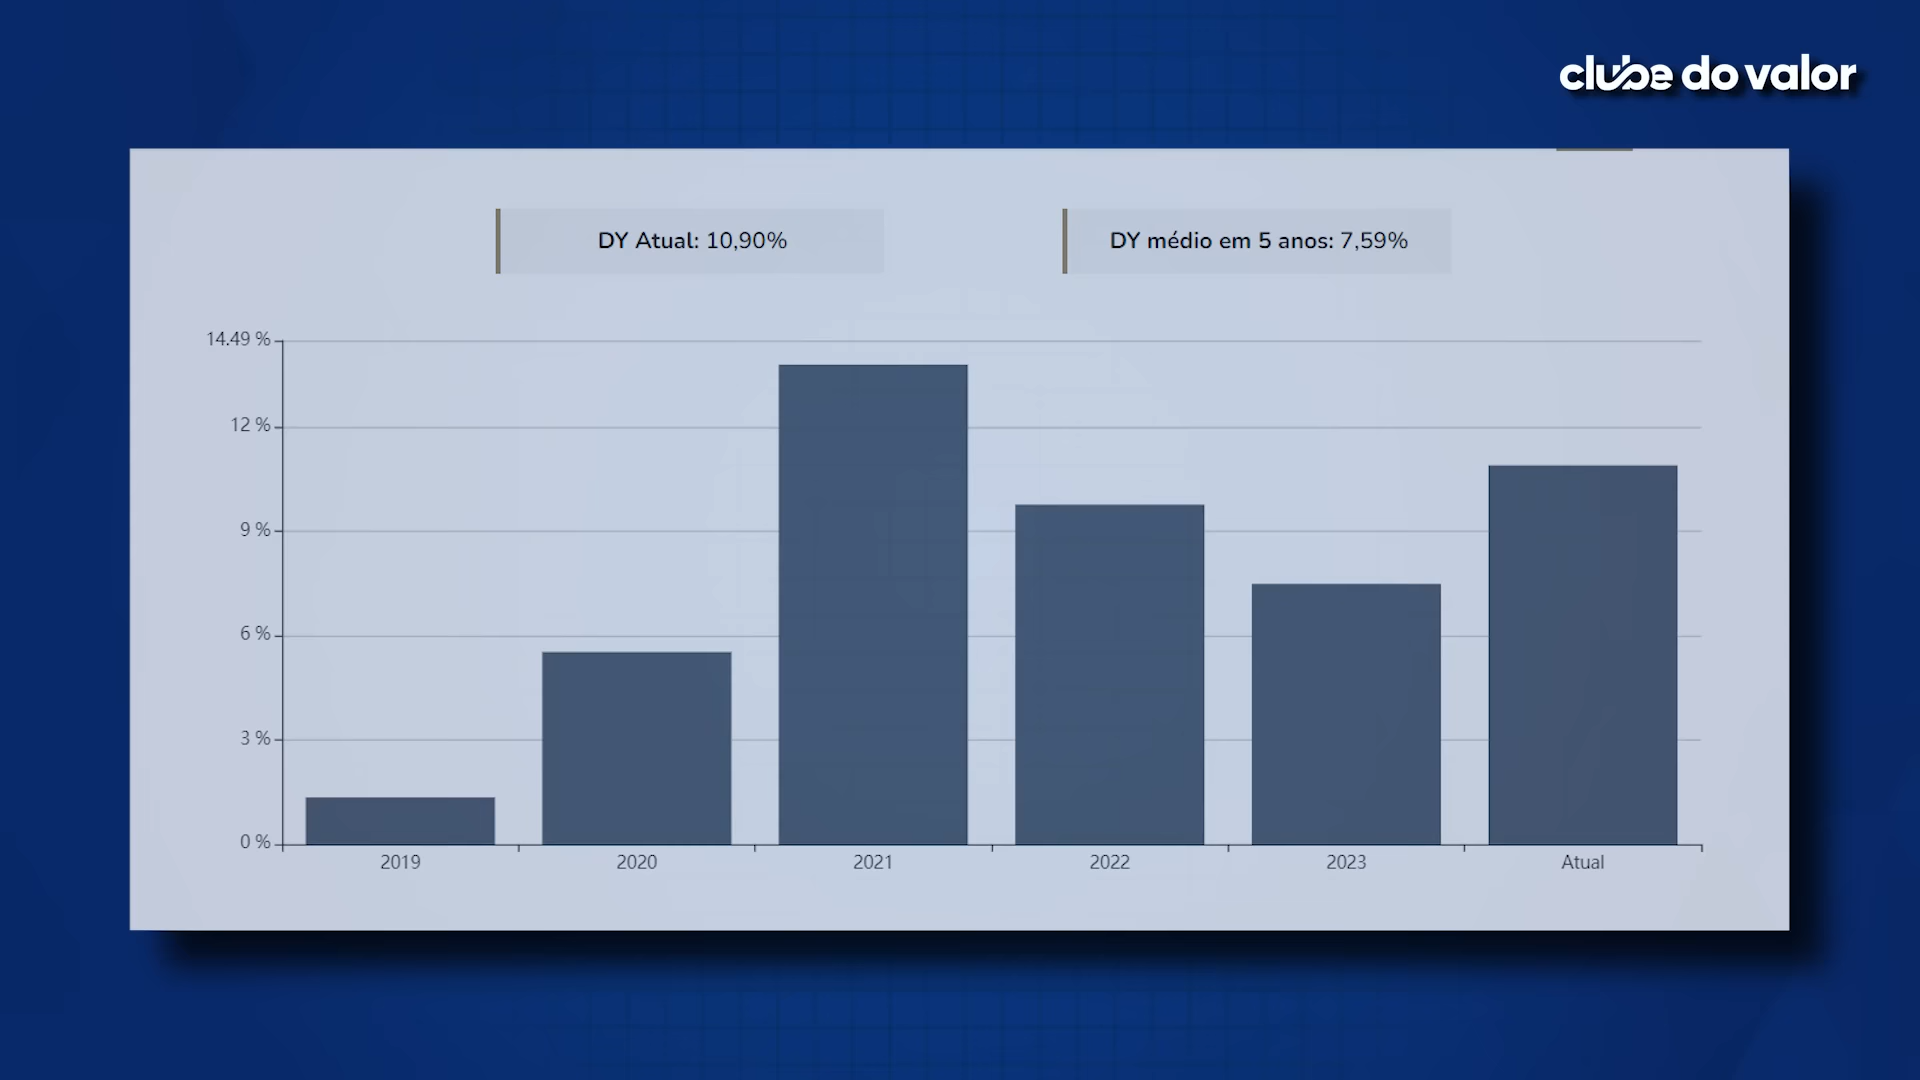 clube do valor
DY Atual: 10,90%
DY médio em 5 anos: 7,59%
14.49 %
12 %
9 %
6 %
3 %
0 %
2019
2020
2021
2022
2023
Atual